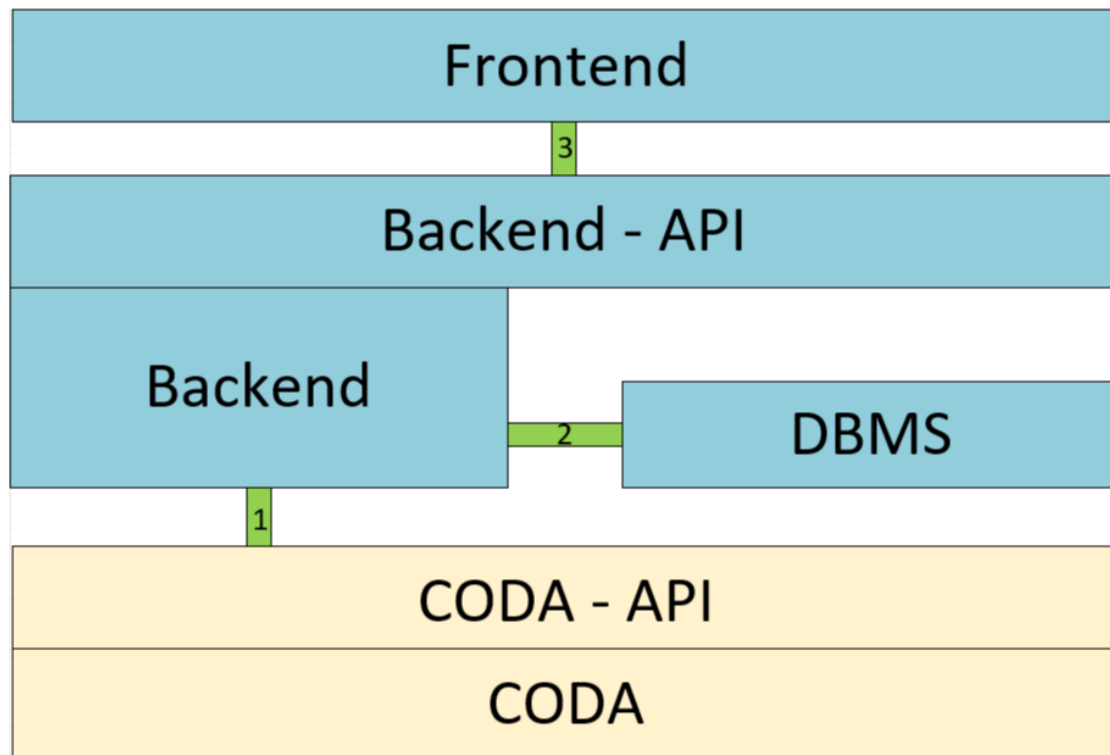 Frontend
3
Backend - API
Backend
2
DBMS
1
CODA - API
CODA